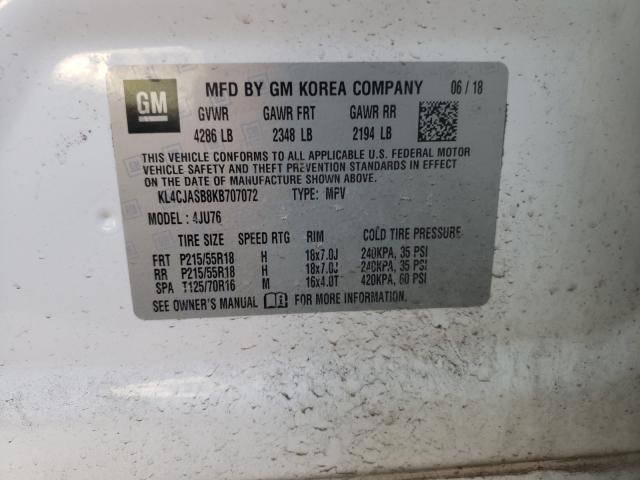 GM MFD BY GM KOREA COMPANY 06 / 18
GVWR GAWR FRT GAWR RR
4286 LB 2348 LB 2194 LB
THIS VEHICLE CONFORMS TO ALL APPLICABLE U.S. FEDERAL MOTOR
VEHICLE SAFETY AND THEFT PREVENTION STANDARDS IN EFFECT ON
THE DATE OF MANUFACTURE SHOWN ABOVE.
KL4CJASB8KB707072 TYPE: MPV
MODEL : 4JU76
TIRE SIZE SPEED RTG RIM COLD TIRE PRESSURE
FRT P215/55R18 H 18x7.0J 240KPA, 35 PSI
RR P215/55R18 H 18x7.0J 240KPA, 35 PSI
SPA T125/70R16 M 16x4.0T 420KPA, 60 PSI
SEE OWNER'S MANUAL FOR MORE INFORMATION.